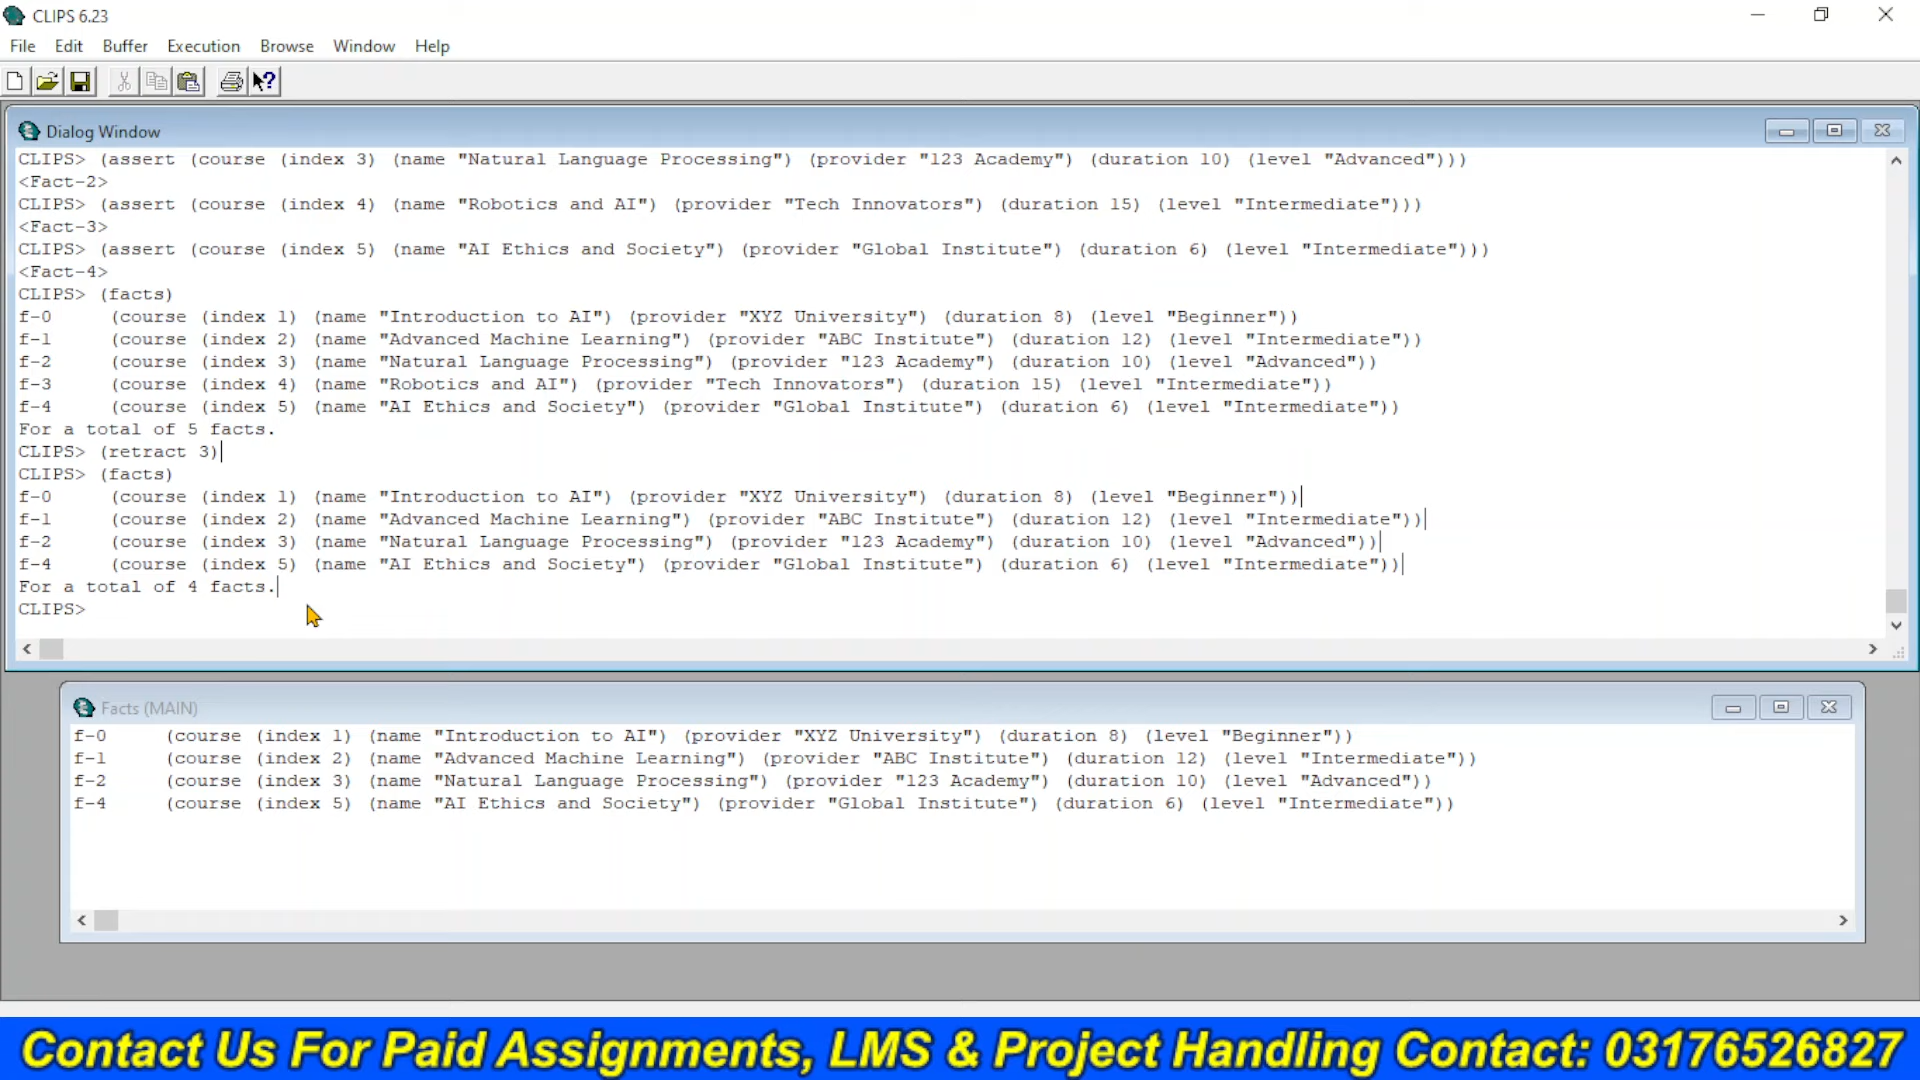 CLIPS 6.23
File Edit Buffer Execution Browse Window Help
Dialog Window
CLIPS> (assert (course (index 3) (name "Natural Language Processing") (provider "123 Academy") (duration 10) (level "Advanced")))
<Fact-2>
CLIPS> (assert (course (index 4) (name "Robotics and AI") (provider "Tech Innovators") (duration 15) (level "Intermediate")))
<Fact-3>
CLIPS> (assert (course (index 5) (name "AI Ethics and Society") (provider "Global Institute") (duration 6) (level "Intermediate")))
<Fact-4>
CLIPS> (facts)
f-0 (course (index 1) (name "Introduction to AI") (provider "XYZ University") (duration 8) (level "Beginner"))
f-1 (course (index 2) (name "Advanced Machine Learning") (provider "ABC Institute") (duration 12) (level "Intermediate"))
f-2 (course (index 3) (name "Natural Language Processing") (provider "123 Academy") (duration 10) (level "Advanced"))
f-3 (course (index 4) (name "Robotics and AI") (provider "Tech Innovators") (duration 15) (level "Intermediate"))
f-4 (course (index 5) (name "AI Ethics and Society") (provider "Global Institute") (duration 6) (level "Intermediate"))
For a total of 5 facts.
CLIPS> (retract 3)
CLIPS> (facts)
f-0 (course (index 1) (name "Introduction to AI") (provider "XYZ University") (duration 8) (level "Beginner"))
f-1 (course (index 2) (name "Advanced Machine Learning") (provider "ABC Institute") (duration 12) (level "Intermediate"))
f-2 (course (index 3) (name "Natural Language Processing") (provider "123 Academy") (duration 10) (level "Advanced"))
f-4 (course (index 5) (name "AI Ethics and Society") (provider "Global Institute") (duration 6) (level "Intermediate"))
For a total of 4 facts.
CLIPS>
Facts (MAIN)
f-0 (course (index 1) (name "Introduction to AI") (provider "XYZ University") (duration 8) (level "Beginner"))
f-1 (course (index 2) (name "Advanced Machine Learning") (provider "ABC Institute") (duration 12) (level "Intermediate"))
f-2 (course (index 3) (name "Natural Language Processing") (provider "123 Academy") (duration 10) (level "Advanced"))
f-4 (course (index 5) (name "AI Ethics and Society") (provider "Global Institute") (duration 6) (level "Intermediate"))
Contact Us For Paid Assignments, LMS & Project Handling Contact: 03176526827